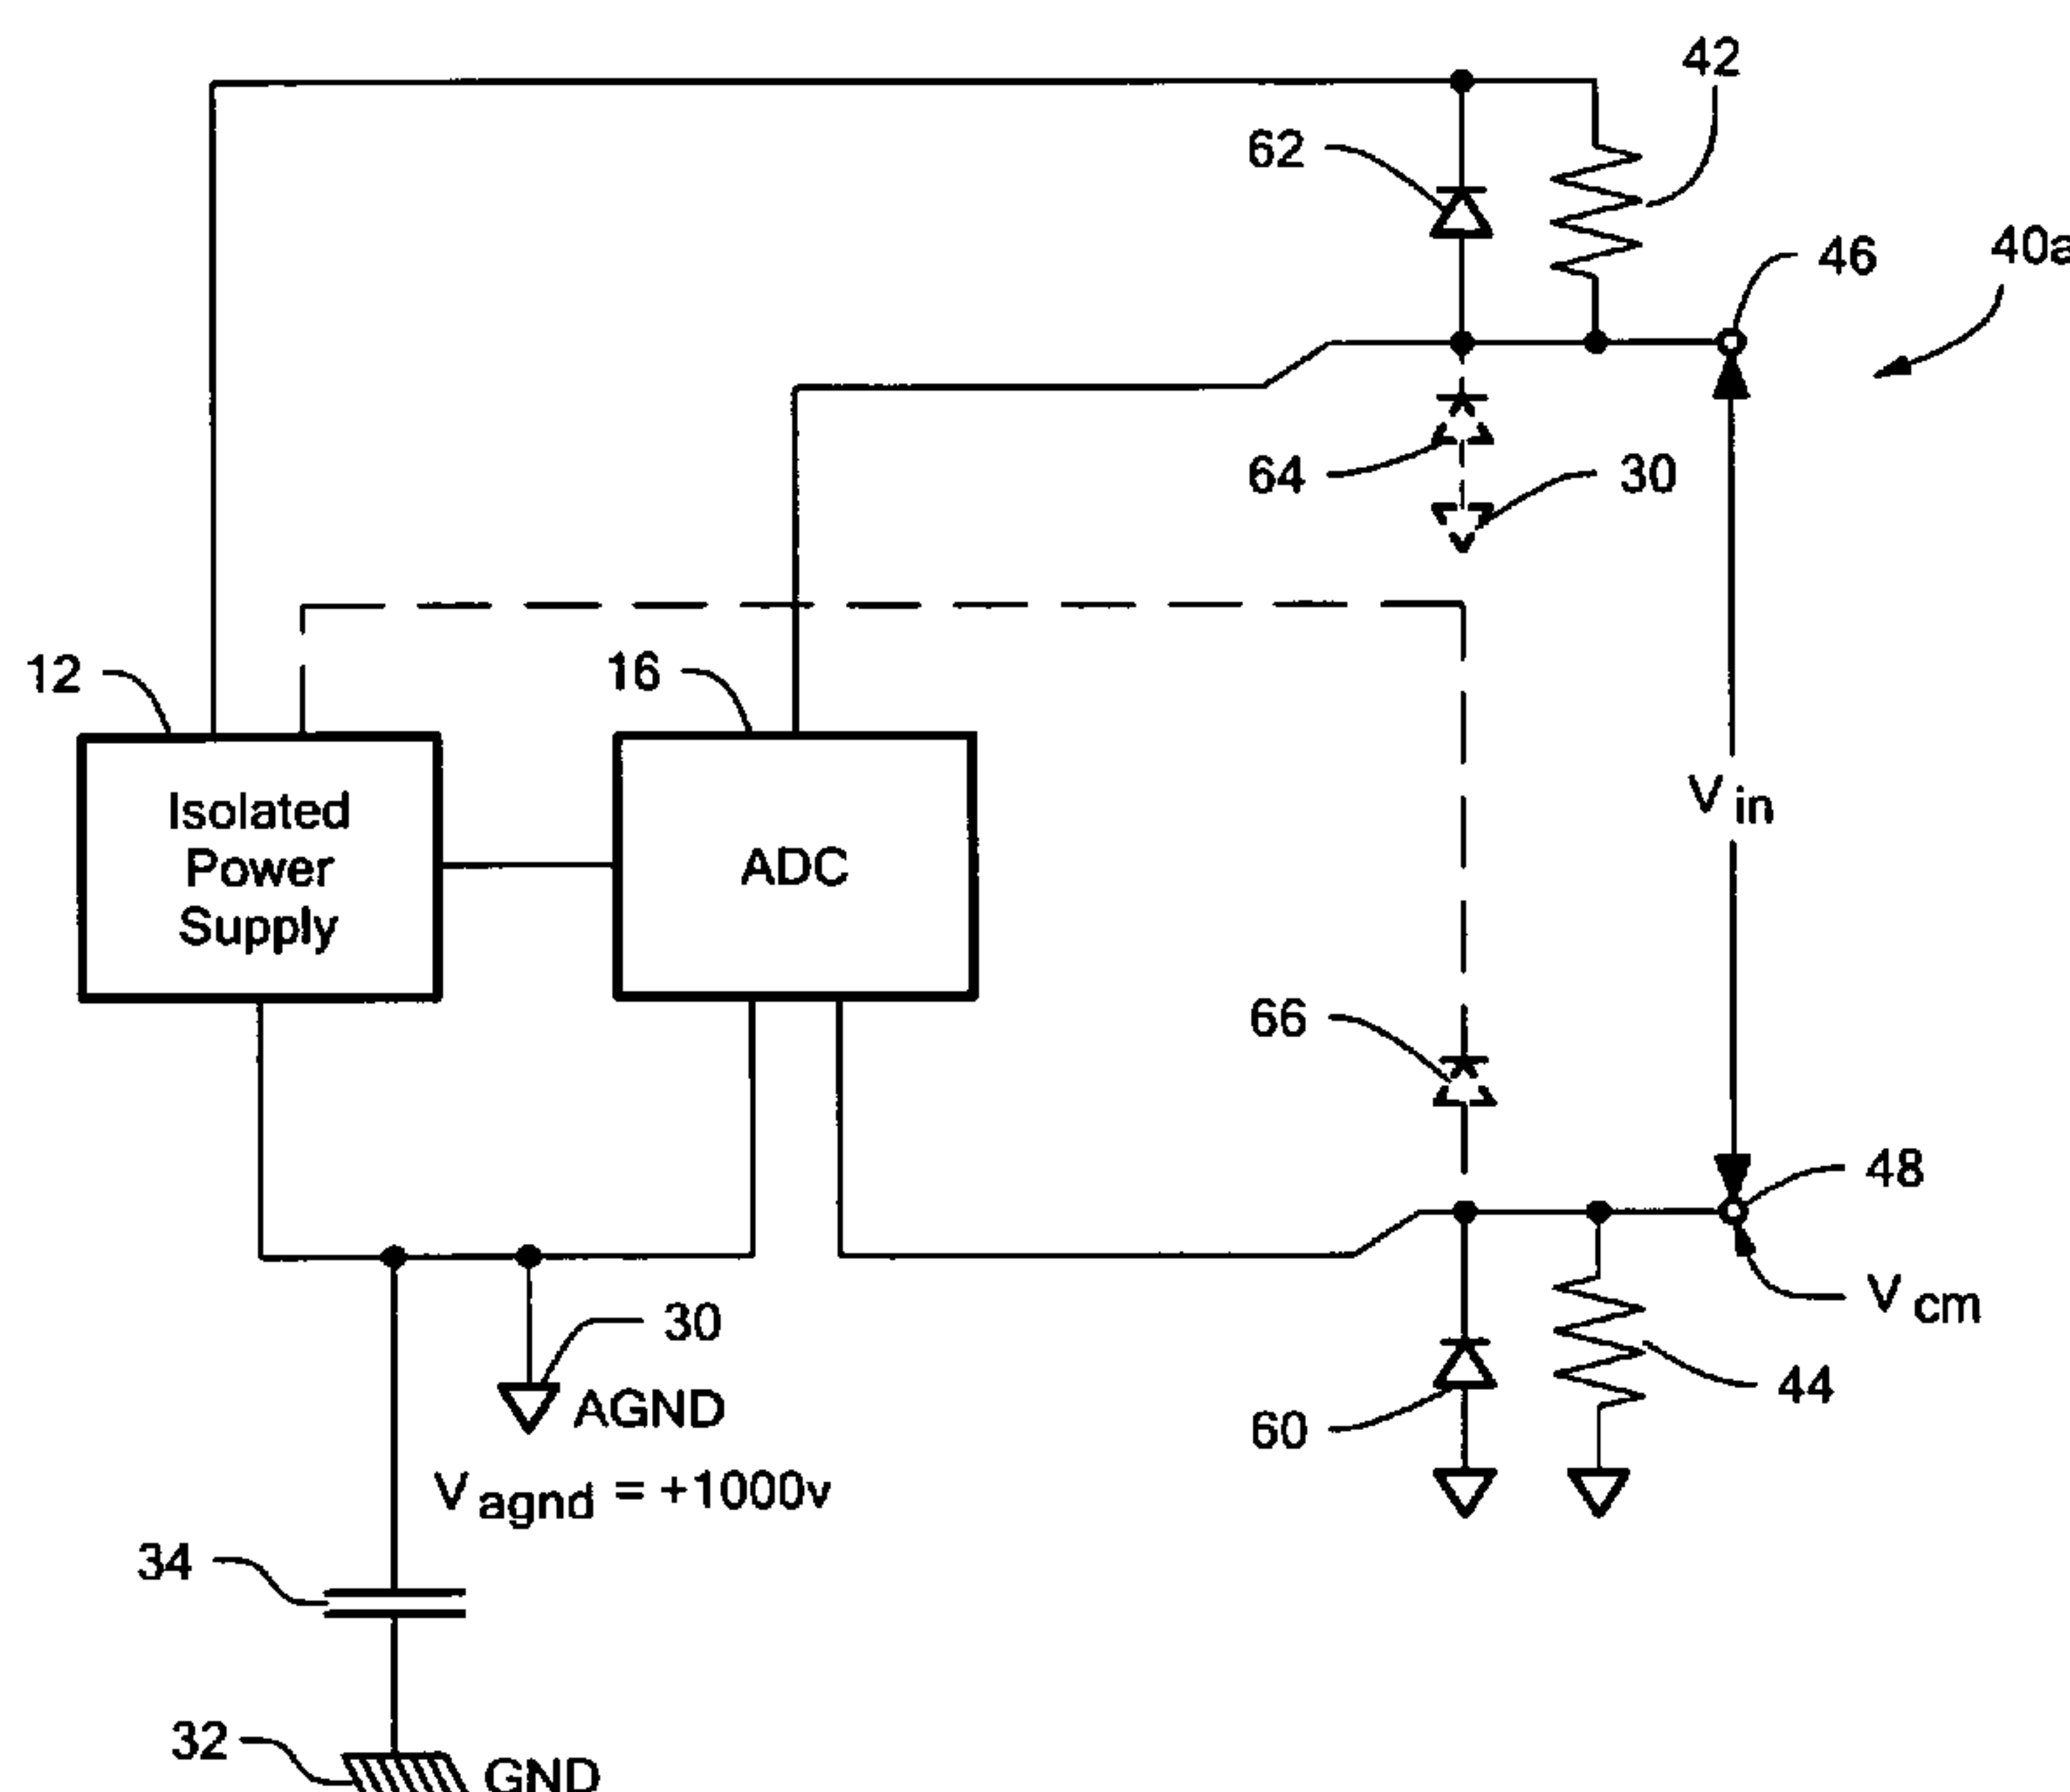 42
62
46
40a
64
30
12
16
Isolated
Power
Supply
ADC
V in
66
48
V cm
30
AGND
44
60
V agnd = +1000v
34
32
GND